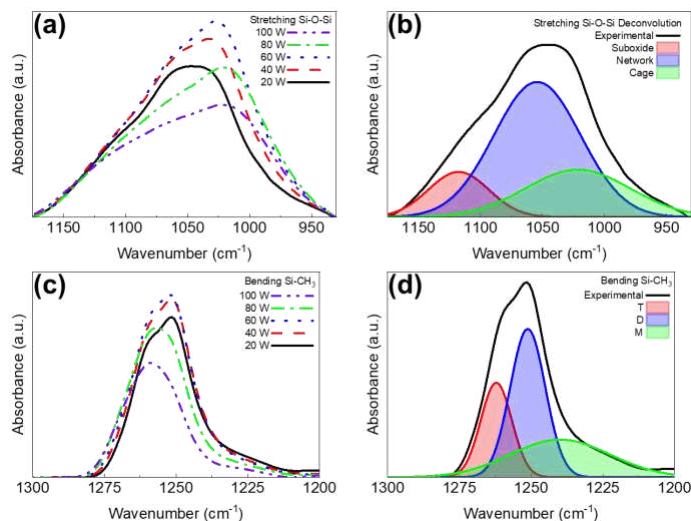 (a)
Stretching Si-O-Si
100 W
80 W
60 W
40 W
20 W
Absorbance (a.u.)
1150 1100 1050 1000 950
Wavenumber (cm-1)
(b)
Stretching Si-O-Si Deconvolution
Experimental
Suboxide
Network
Cage
Absorbance (a.u.)
1150 1100 1050 1000 950
Wavenumber (cm-1)
(c)
Bending Si-CH3
100 W
80 W
60 W
40 W
20 W
Absorbance (a.u.)
1300 1275 1250 1225 1200
Wavenumber (cm-1)
(d)
Bending Si-CH3
Experimental
T
D
M
Absorbance (a.u.)
1300 1275 1250 1225 1200
Wavenumber (cm-1)